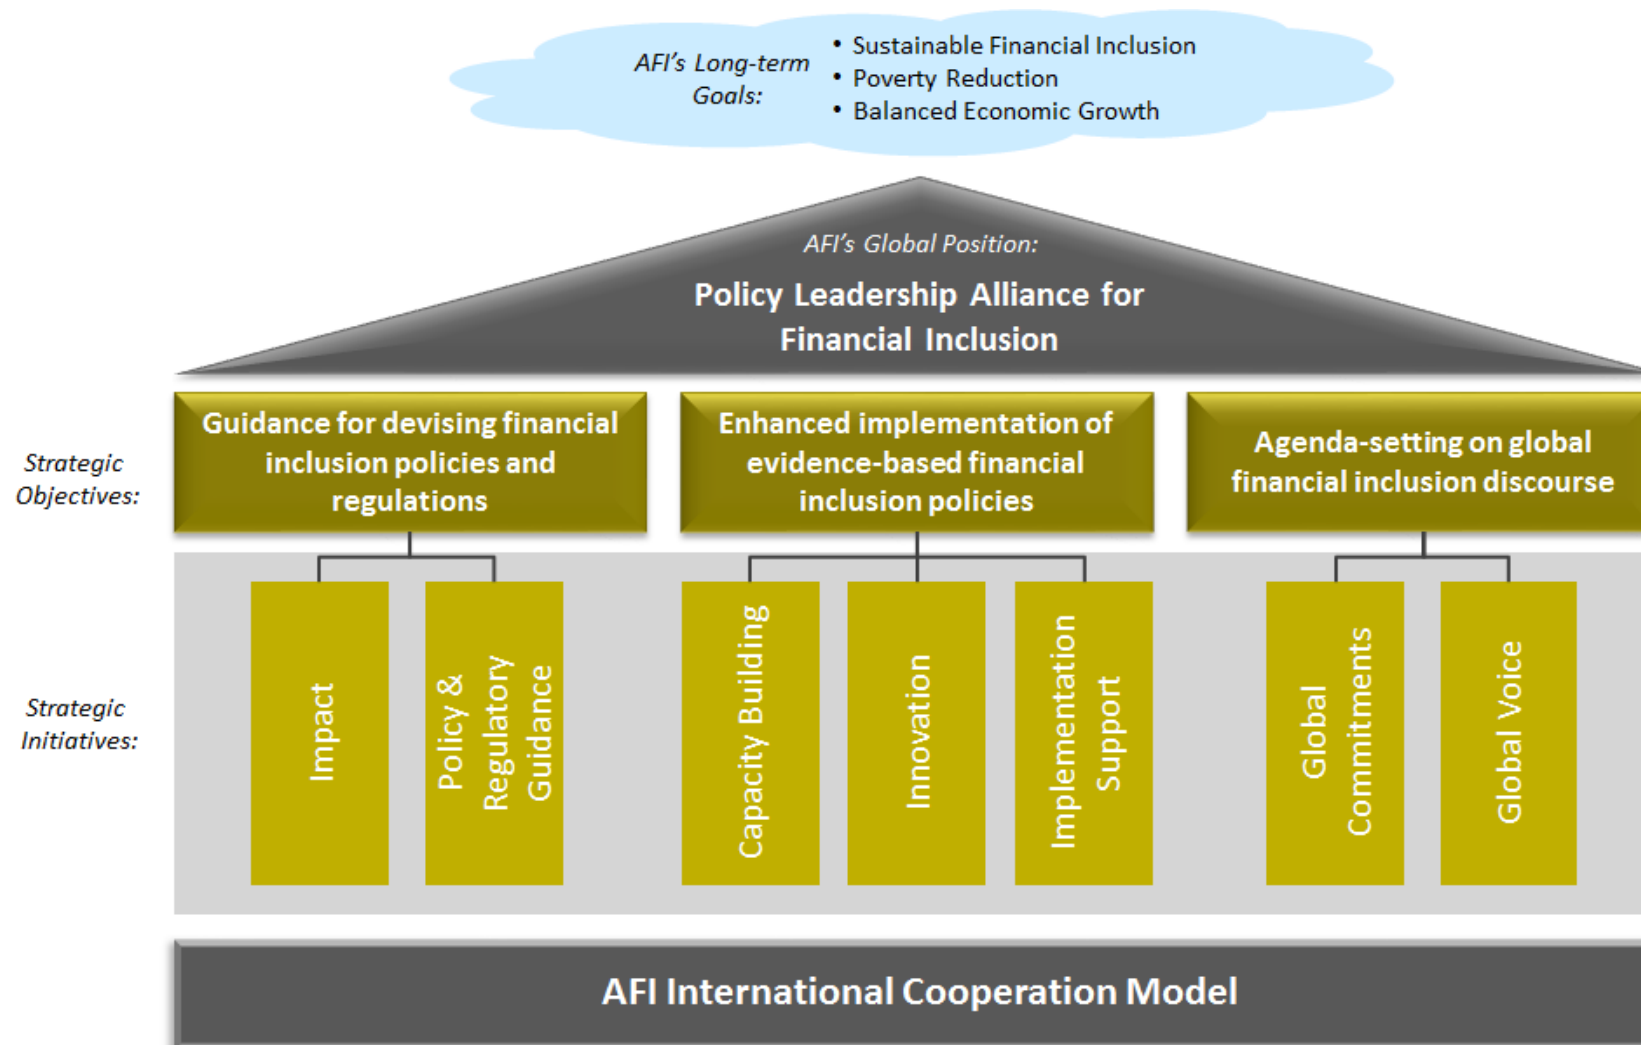 AFI's Long-term
Goals:
• Sustainable Financial Inclusion
• Poverty Reduction
• Balanced Economic Growth
AFI's Global Position:
Policy Leadership Alliance for
Financial Inclusion
Strategic
Objectives:
Guidance for devising financial
inclusion policies and
regulations
Enhanced implementation of
evidence-based financial
inclusion policies
Agenda-setting on global
financial inclusion discourse
Strategic
Initiatives:
Impact
Policy &
Regulatory
Guidance
Capacity Building
Innovation
Implementation
Support
Global
Commitments
Global Voice
AFI International Cooperation Model